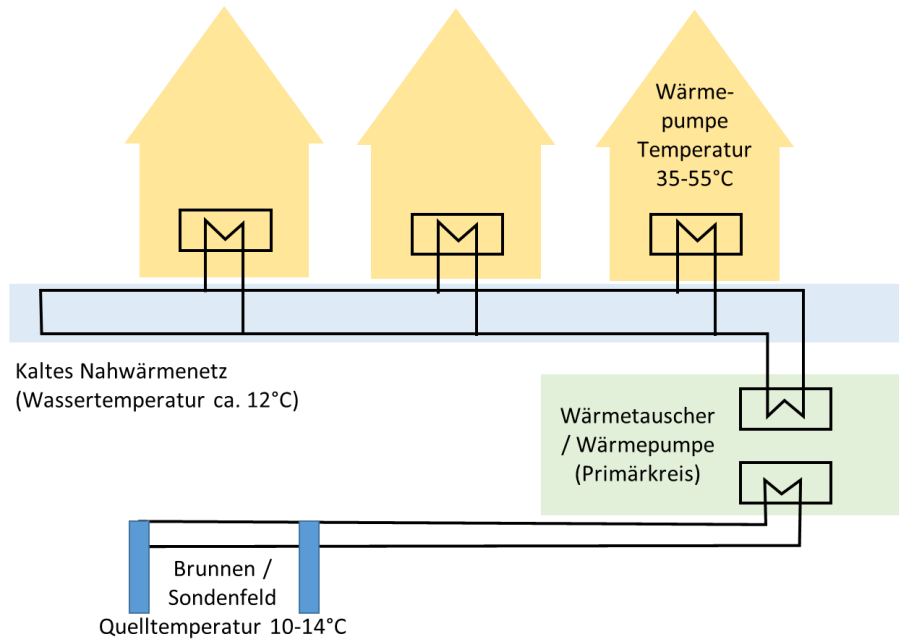 Wärme-
pumpe
Temperatur
35-55°C
Kaltes Nahwärmenetz
(Wassertemperatur ca. 12°C)
Wärmetauscher
/ Wärmepumpe
(Primärkreis)
Brunnen /
Sondenfeld
Quelltemperatur 10-14°C